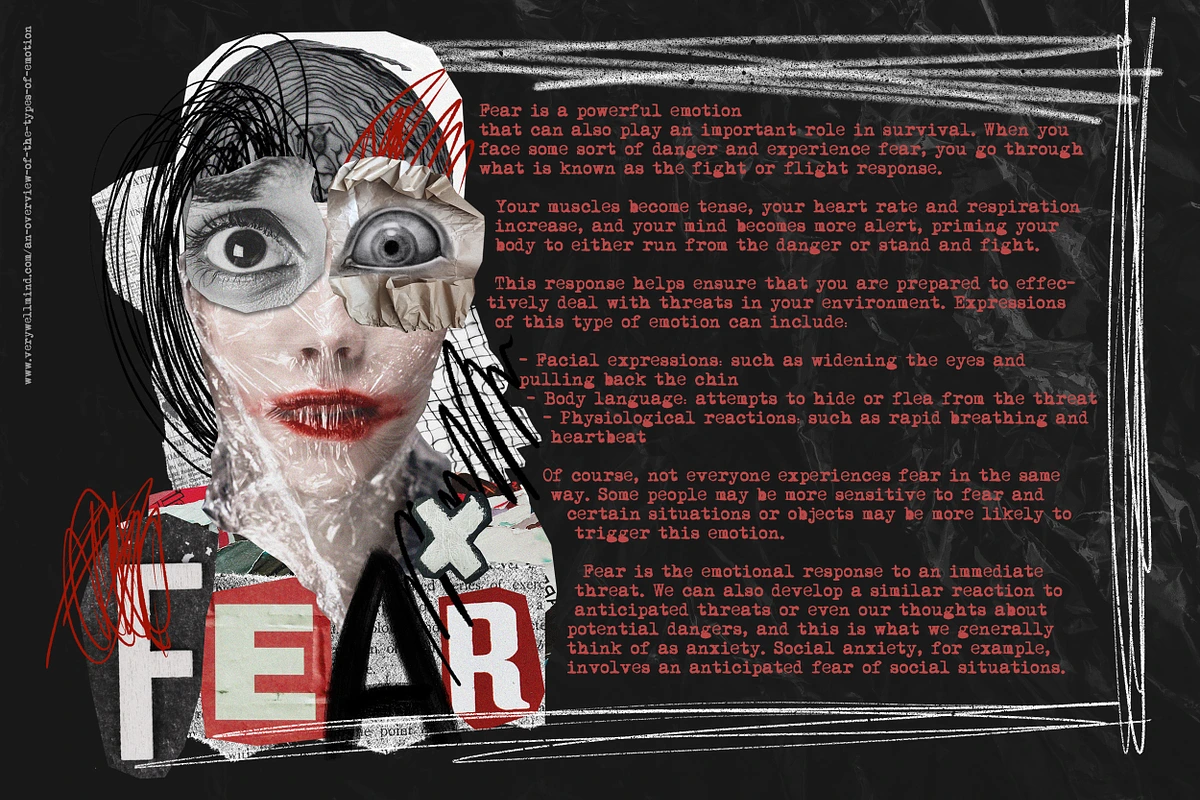 www.verywellmind.com/an-overview-of-the-types-of-emotion
Fear is a powerful emotion
that can also play an important role in survival. When you
face some sort of danger and experience fear, you go through
what is known as the fight or flight response.
Your muscles become tense, your heart rate and respiration
increase, and your mind becomes more alert, priming your
body to either run from the danger or stand and fight.
This response helps ensure that you are prepared to effec-
tively deal with threats in your environment. Expressions
of this type of emotion can include:
- Facial expressions: such as widening the eyes and
pulling back the chin
- Body language: attempts to hide or flea from the threat
- Physiological reactions: such as rapid breathing and
heartbeat
Of course, not everyone experiences fear in the same
way. Some people may be more sensitive to fear and
certain situations or objects may be more likely to
trigger this emotion.
Fear is the emotional response to an immediate
threat. We can also develop a similar reaction to
anticipated threats or even our thoughts about
potential dangers, and this is what we generally
think of as anxiety. Social anxiety, for example,
involves an anticipated fear of social situations.
X
FEAR
the point